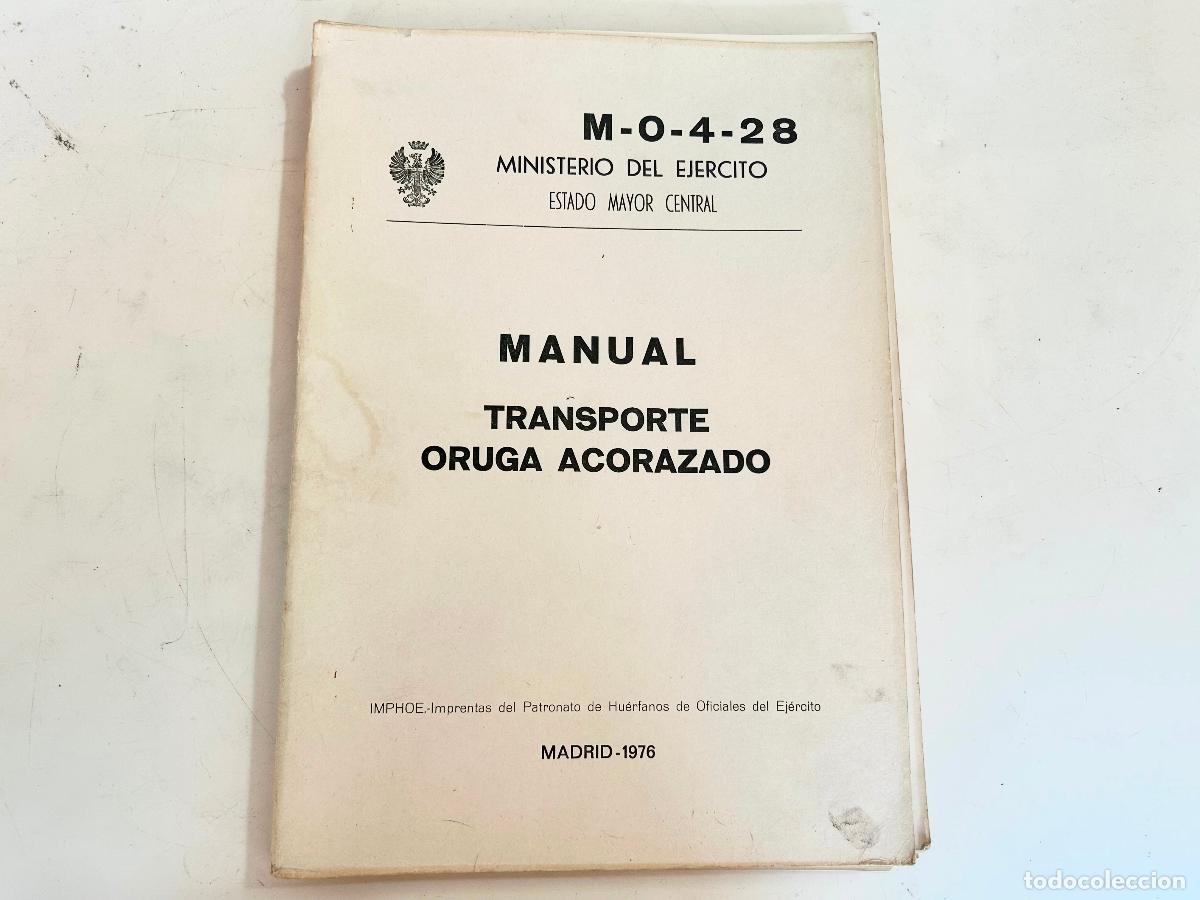 M-0-4-28
MINISTERIO DEL EJERCITO
ESTADO MAYOR CENTRAL
MANUAL
TRANSPORTE
ORUGA ACORAZADO
IMPHOE.-Imprentas del Patronato de Huérfanos de Oficiales del Ejército
MADRID-1976
todocoleccion